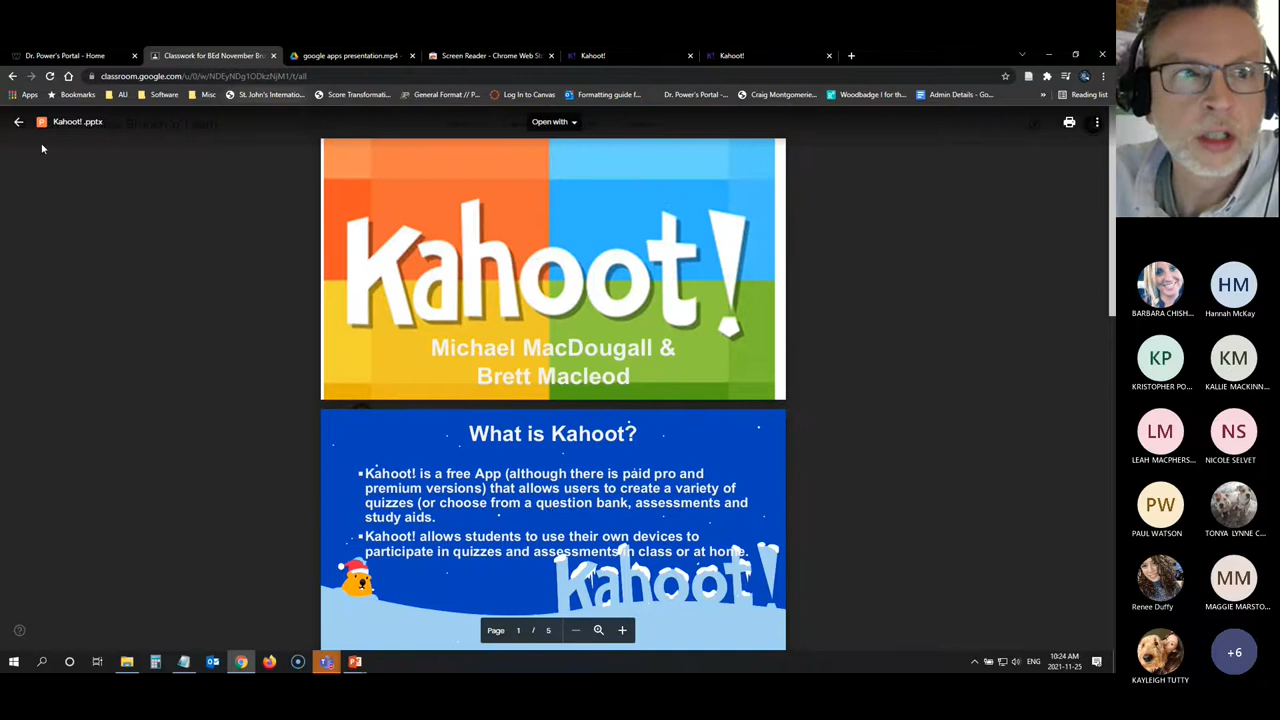 Dr. Power's Portal - Home
Classwork for BEd November Bru
google apps presentation.mp4 -
Screen Reader - Chrome Web St
Kahoot!
Kahoot!
classroom.google.com/u/0/w/NDEyNDg1ODkzNjM1/t/all
Apps
Bookmarks
AU
Solfware
Misc
St. John's Internatio...
Score Transformati...
General Format // P...
Log In to Canvas
Formatting guide f...
Dr. Power's Portal -...
Craig Montgomerie...
Woodbadge I for th...
Admin Details - Go...
Reading list
Kahoot! .pptx
Open with
Kahoot!
Michael MacDougall &
Brett Macleod
What is Kahoot?
Kahoot! is a free App (although there is paid pro and
premium versions) that allows users to create a variety of
quizzes (or choose from a question bank, assessments and
study aids.
Kahoot! allows students to use their own devices to
participate in quizzes and assessments in class or at home.
Kahoot!
Page 1 / 5
ENG
10:24 AM
2021-11-25
BARBARA CHISH...
HM
Hannah McKay
KP
KRISTOPHER PO...
KM
KALLIE MACKINN...
LM
LEAH MACPHERS...
NS
NICOLE SELVET
PW
PAUL WATSON
TONYA LYNNE C...
Renee Duffy
MM
MAGGIE MARSTO...
KAYLEIGH TUTTY
+6